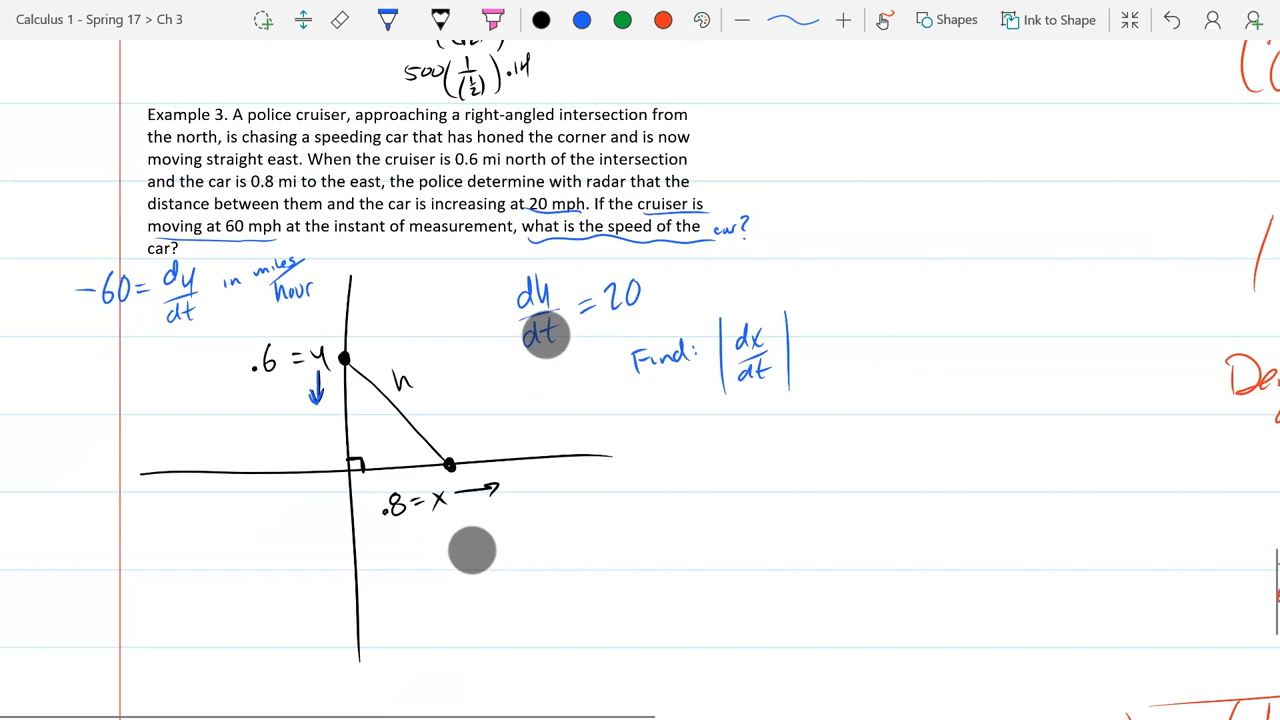 Calculus 1 - Spring 17 > Ch 3
Shapes
Ink to Shape
500(1/(1/2)) .14
Example 3. A police cruiser, approaching a right-angled intersection from
the north, is chasing a speeding car that has honed the corner and is now
moving straight east. When the cruiser is 0.6 mi north of the intersection
and the car is 0.8 mi to the east, the police determine with radar that the
distance between them and the car is increasing at 20 mph. If the cruiser is
moving at 60 mph at the instant of measurement, what is the speed of the car?
car?
-60 = dy/dt in miles/hour
dh/dt = 20
Find: |dx/dt|
.6 = y
h
.8 = x